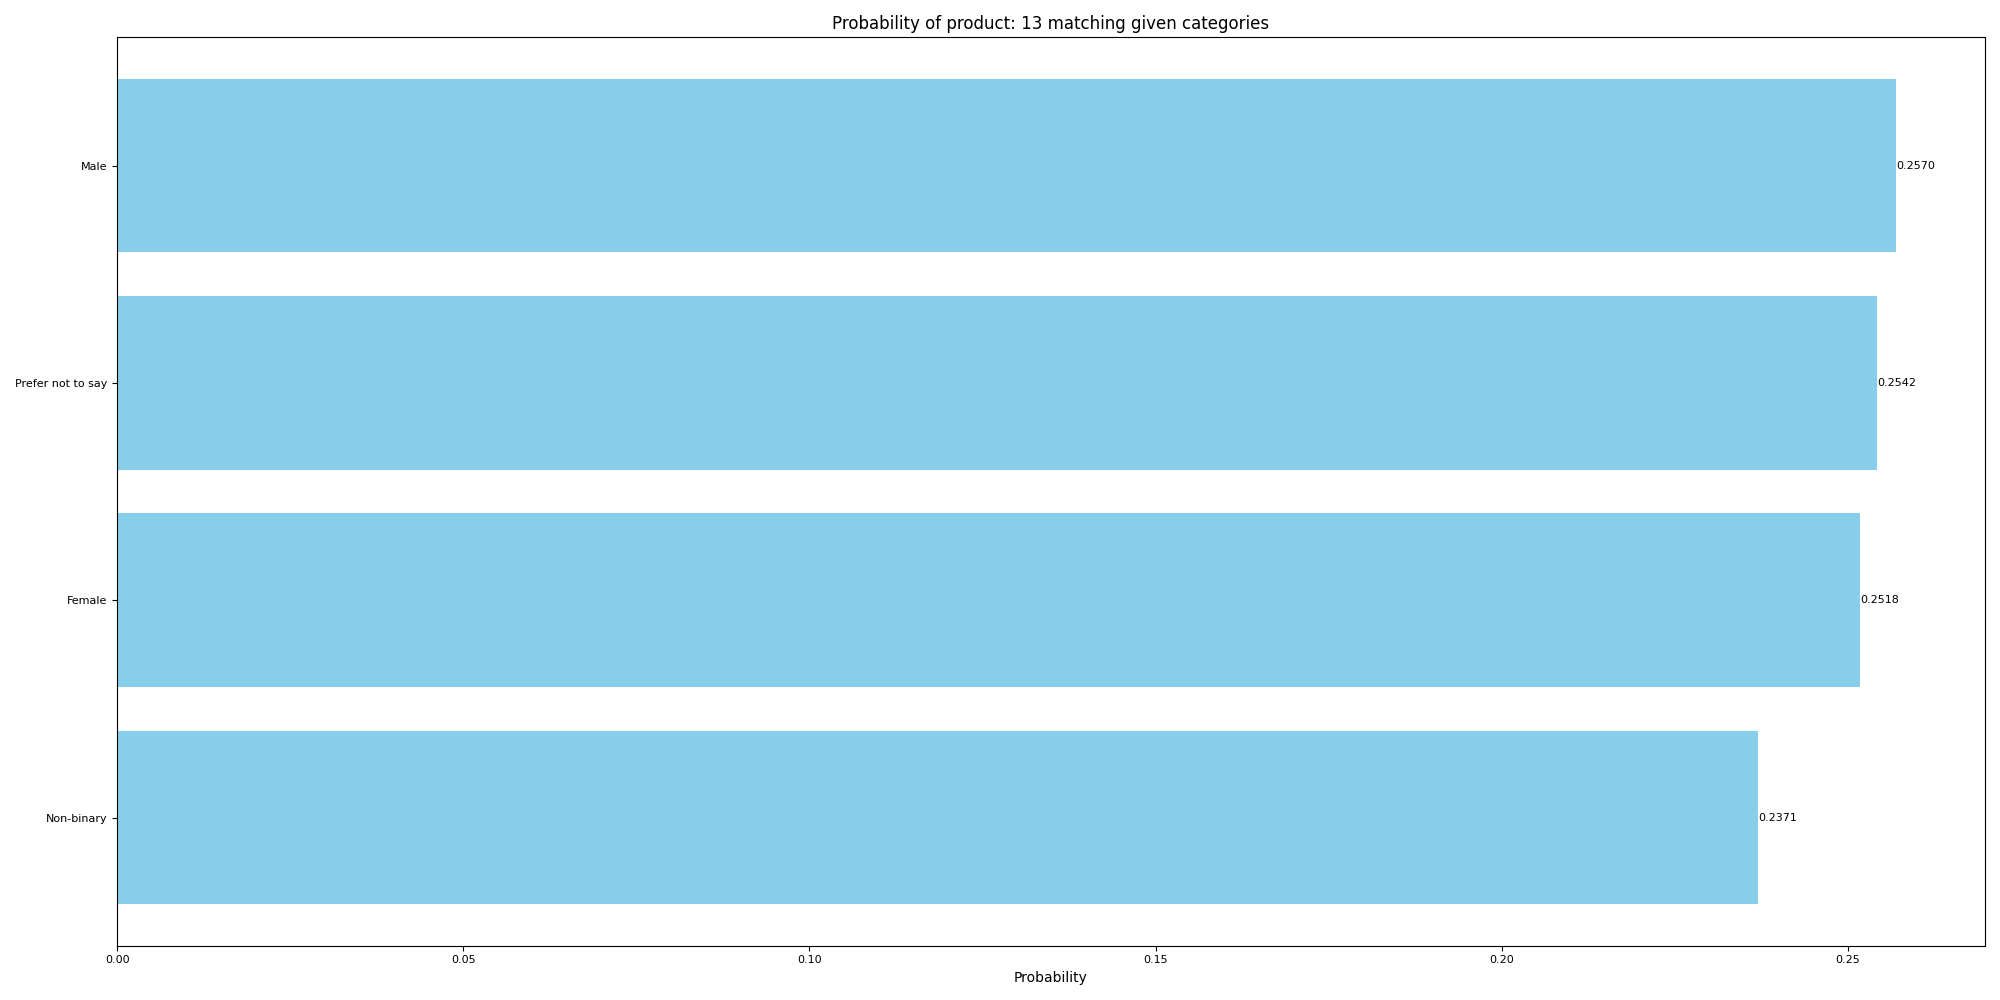 Probability of product: 13 matching given categories
Male
0.2570
Prefer not to say
0.2542
Female
0.2518
Non-binary
0.2371
0.00
0.05
0.10
0.15
0.20
0.25
Probability